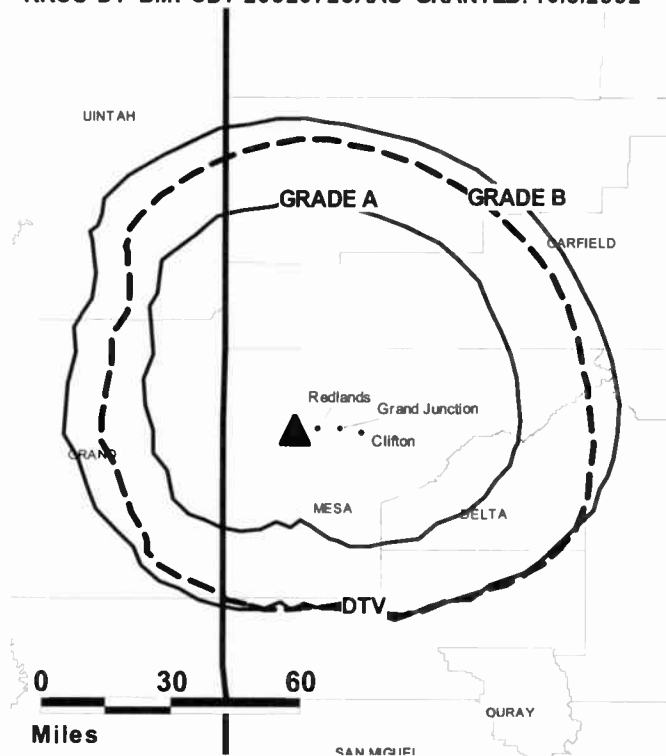 UINTAH
GRADE A
GRADE B
GARFIELD
Redlands
Grand Junction
Clifton
GRAND
MESA
DELTA
DTV
0 30 60
Miles
OURAY
SAN MIGUEL